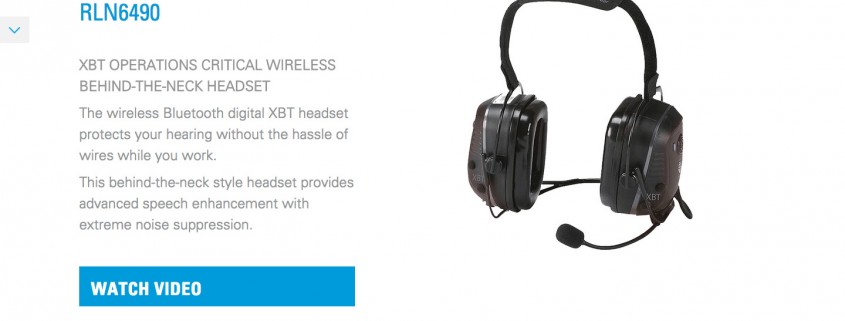 RLN6490
XBT OPERATIONS CRITICAL WIRELESS
BEHIND-THE-NECK HEADSET
The wireless Bluetooth digital XBT headset
protects your hearing without the hassle of
wires while you work.
This behind-the-neck style headset provides
advanced speech enhancement with
extreme noise suppression.
WATCH VIDEO
XBT
XBT